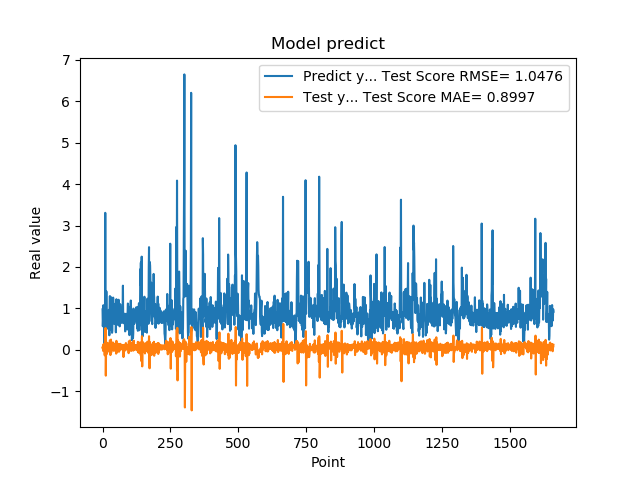 Model predict
Predict y... Test Score RMSE= 1.0476
Test y... Test Score MAE= 0.8997
Real value
7
6
5
4
3
2
1
0
−1
0 250 500 750 1000 1250 1500
Point